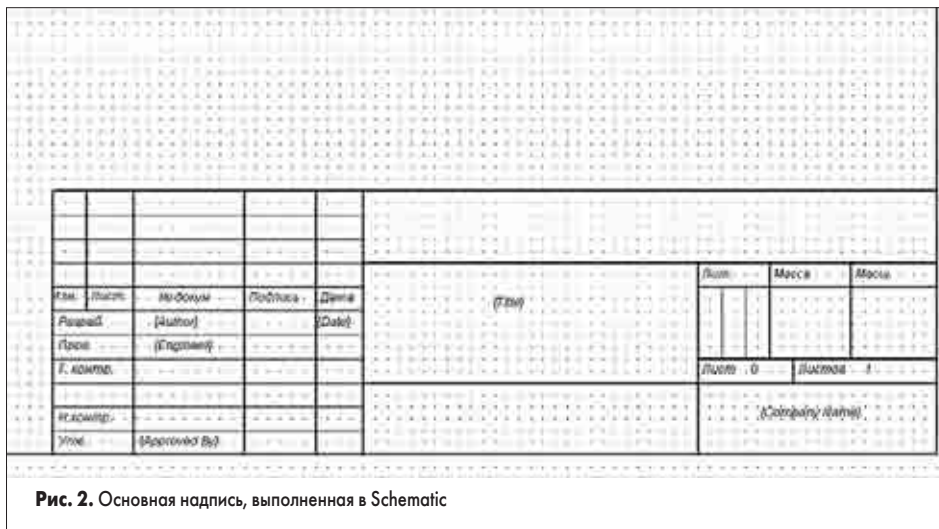 Лит. Масса Масш.
Изм. Лист № докум Подпись Дата
{Title}
Разраб. {Author} {Date}
Пров. {Engineer}
Т. контр. Лист 0 Листов 1
Н.контр. {Company Name}
Утв. {Approved By}
Рис. 2. Основная надпись, выполненная в Schematic